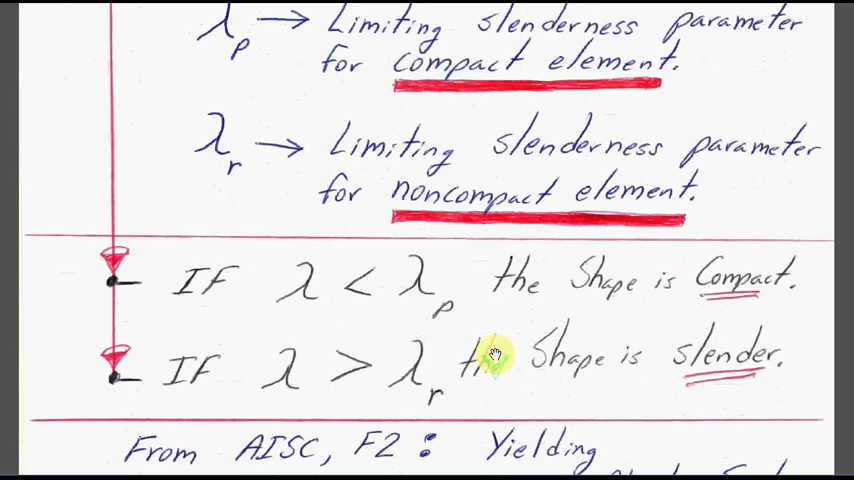 λp → Limiting slenderness parameter
for compact element.
λr → Limiting slenderness parameter
for noncompact element.
IF λ < λp the Shape is Compact.
IF λ > λr the Shape is slender.
From AISC, F2 : Yielding